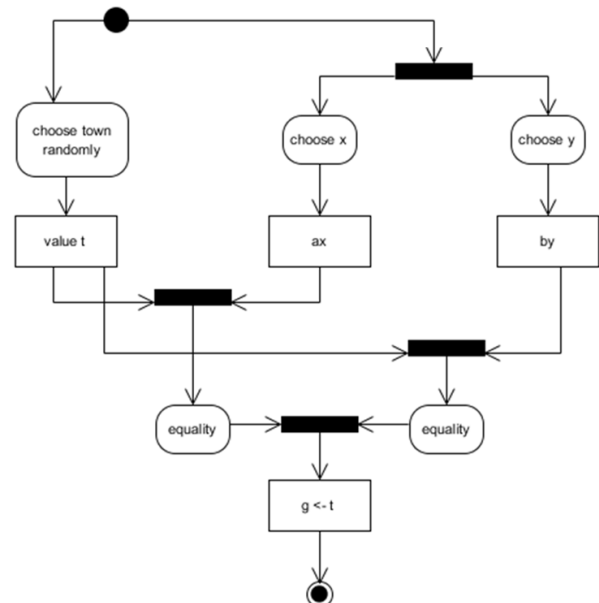 choose town
randomly
choose x
choose y
value t
ax
by
equality
equality
g <- t